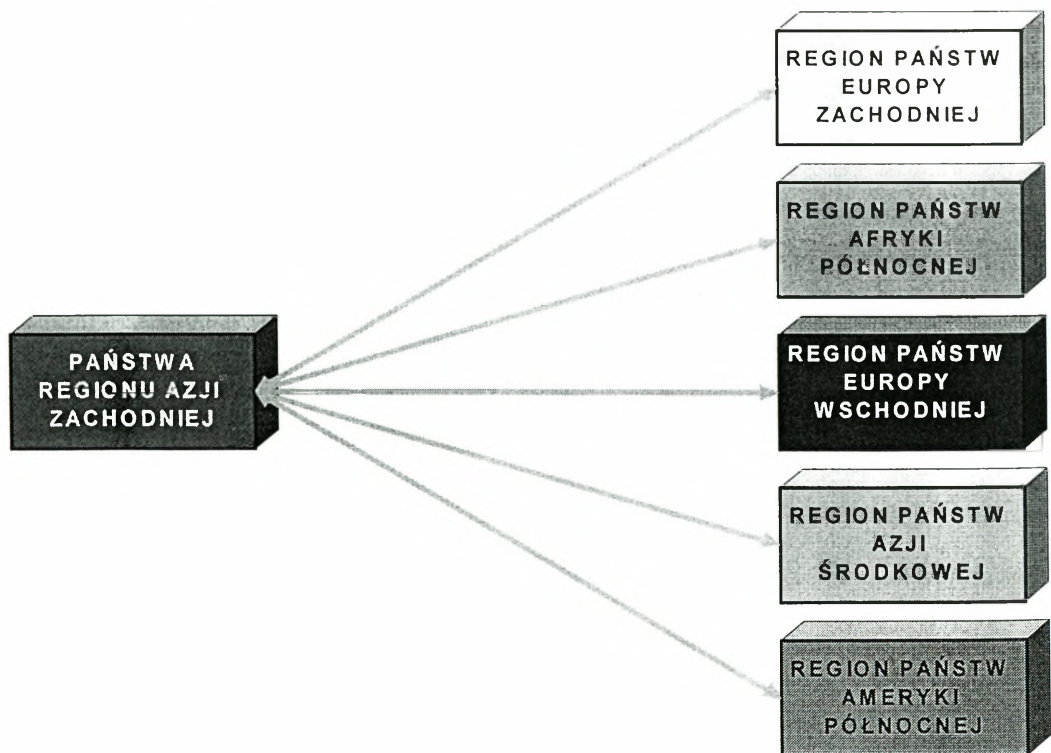 REGION PAŃSTW
EUROPY
ZACHODNIEJ
REGION PAŃSTW
AFRYKI
PÓŁNOCNEJ
PAŃSTWA
REGIONU AZJI
ZACHODNIEJ
REGION PAŃSTW
EUROPY
WSCHODNIEJ
REGION PAŃSTW
AZJI
ŚRODKOWEJ
REGION PAŃSTW
AMERYKI
PÓŁNOCNEJ